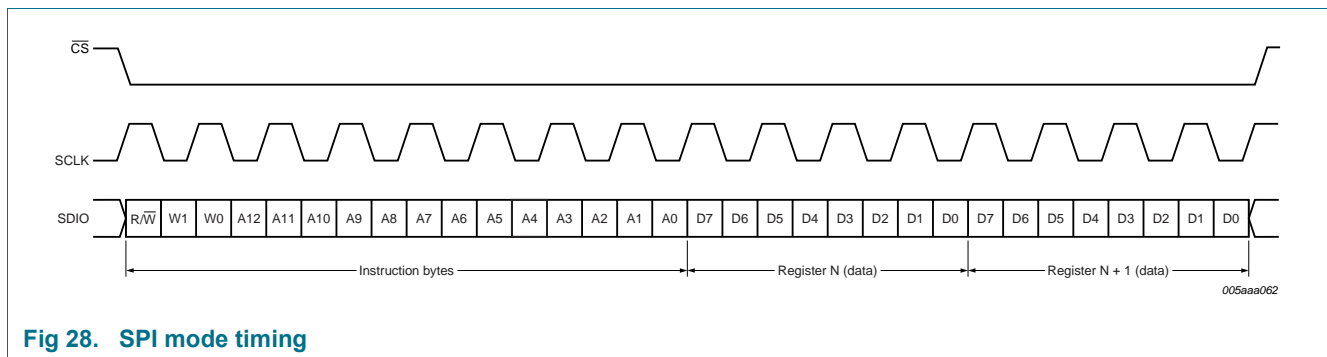 CS
SCLK
SDIO R/W W1 W0 A12 A11 A10 A9 A8 A7 A6 A5 A4 A3 A2 A1 A0 D7 D6 D5 D4 D3 D2 D1 D0 D7 D6 D5 D4 D3 D2 D1 D0
Instruction bytes Register N (data) Register N + 1 (data)
005aaa062
Fig 28. SPI mode timing